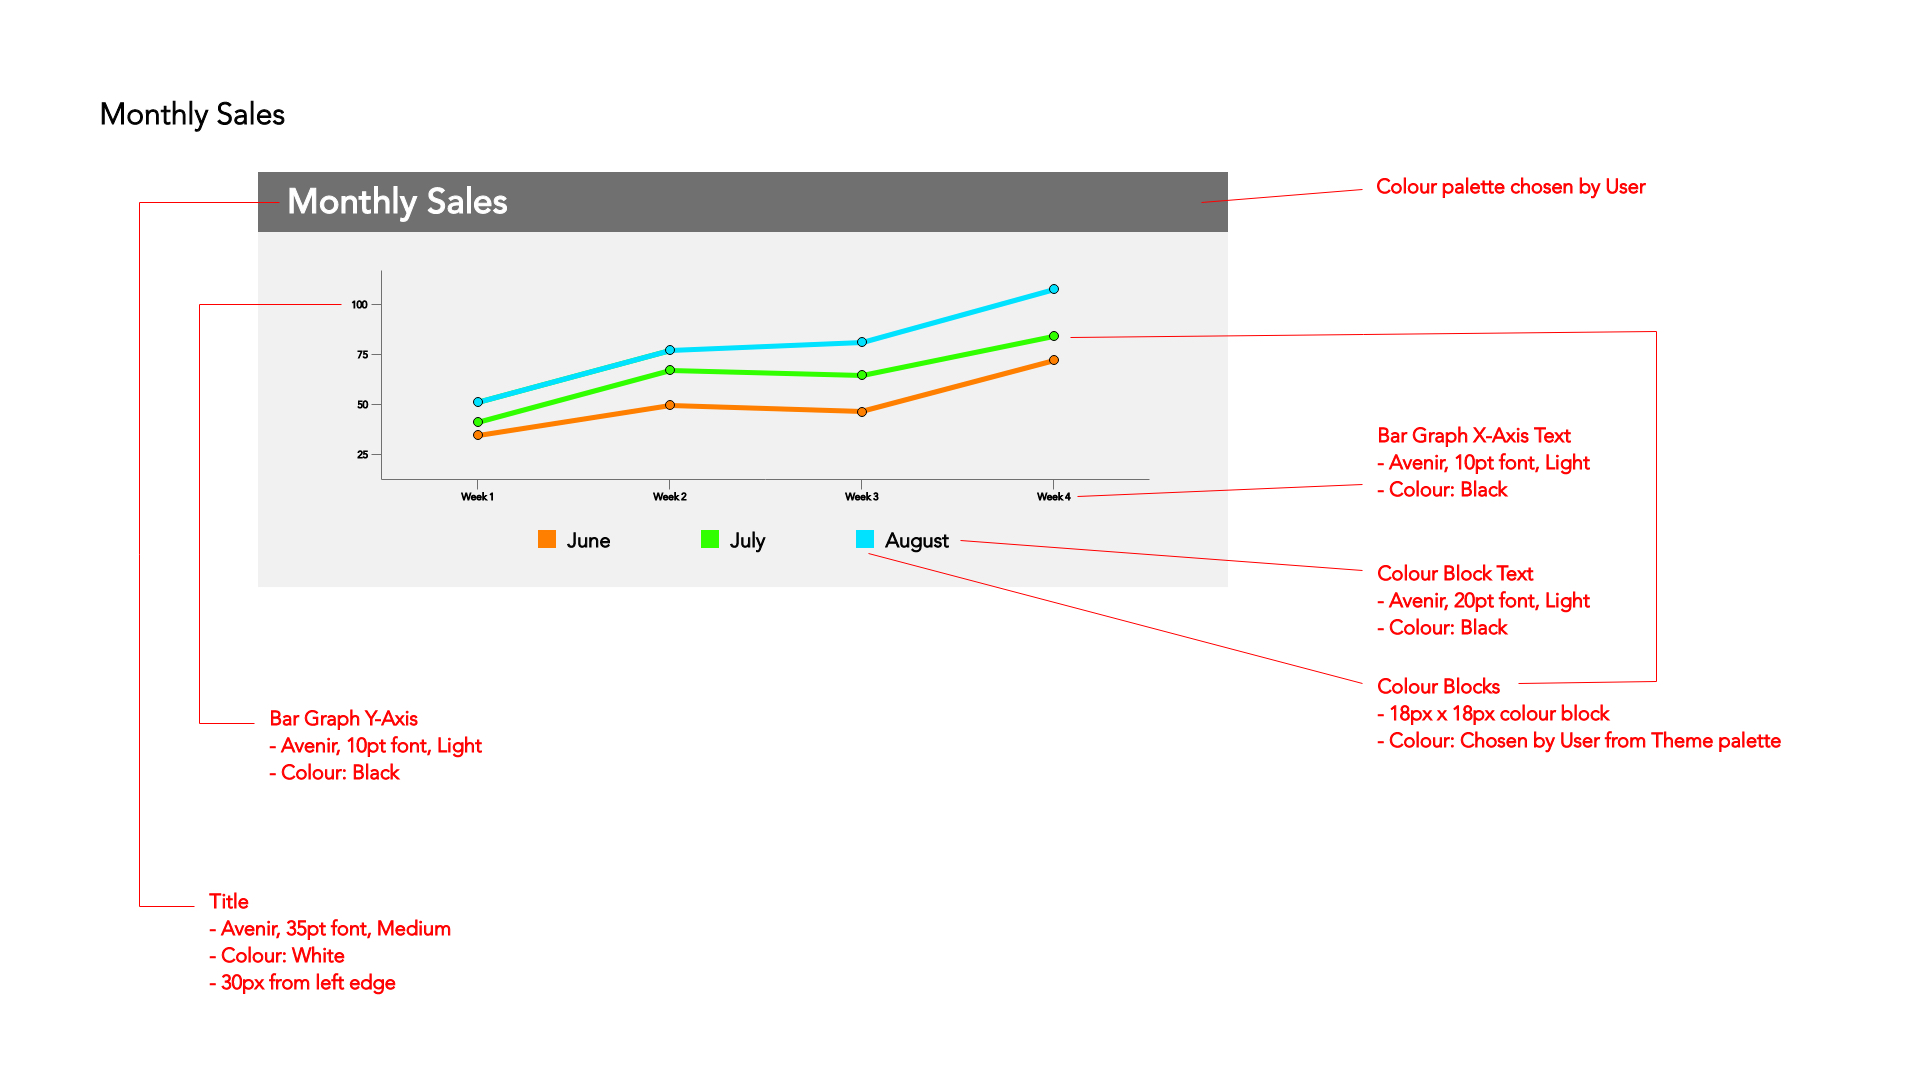 Monthly Sales
Monthly Sales
Colour palette chosen by User
100
75
50
25
Week 1
Week 2
Week 3
Week 4
June
July
August
Bar Graph X-Axis Text
- Avenir, 10pt font, Light
- Colour: Black
Colour Block Text
- Avenir, 20pt font, Light
- Colour: Black
Colour Blocks
- 18px x 18px colour block
- Colour: Chosen by User from Theme palette
Bar Graph Y-Axis
- Avenir, 10pt font, Light
- Colour: Black
Title
- Avenir, 35pt font, Medium
- Colour: White
- 30px from left edge